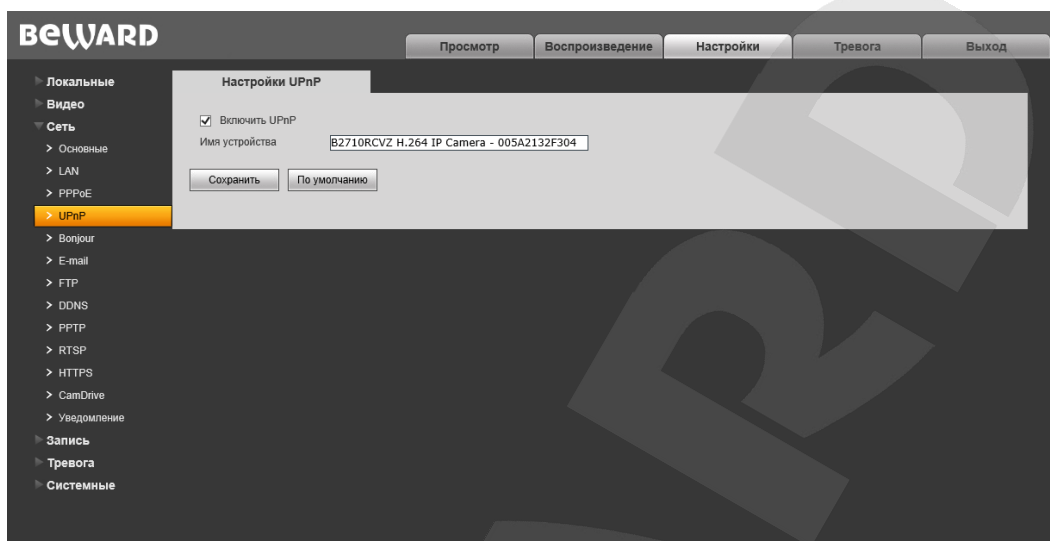 BEWARD
Просмотр
Воспроизведение
Настройки
Тревога
Выход
Локальные
Видео
Сеть
Основные
LAN
PPPoE
UPnP
Bonjour
E-mail
FTP
DDNS
PPTP
RTSP
HTTPS
CamDrive
Уведомление
Запись
Тревога
Системные
Настройки UPnP
Включить UPnP
Имя устройства B2710RCVZ H.264 IP Camera - 005A2132F304
Сохранить По умолчанию